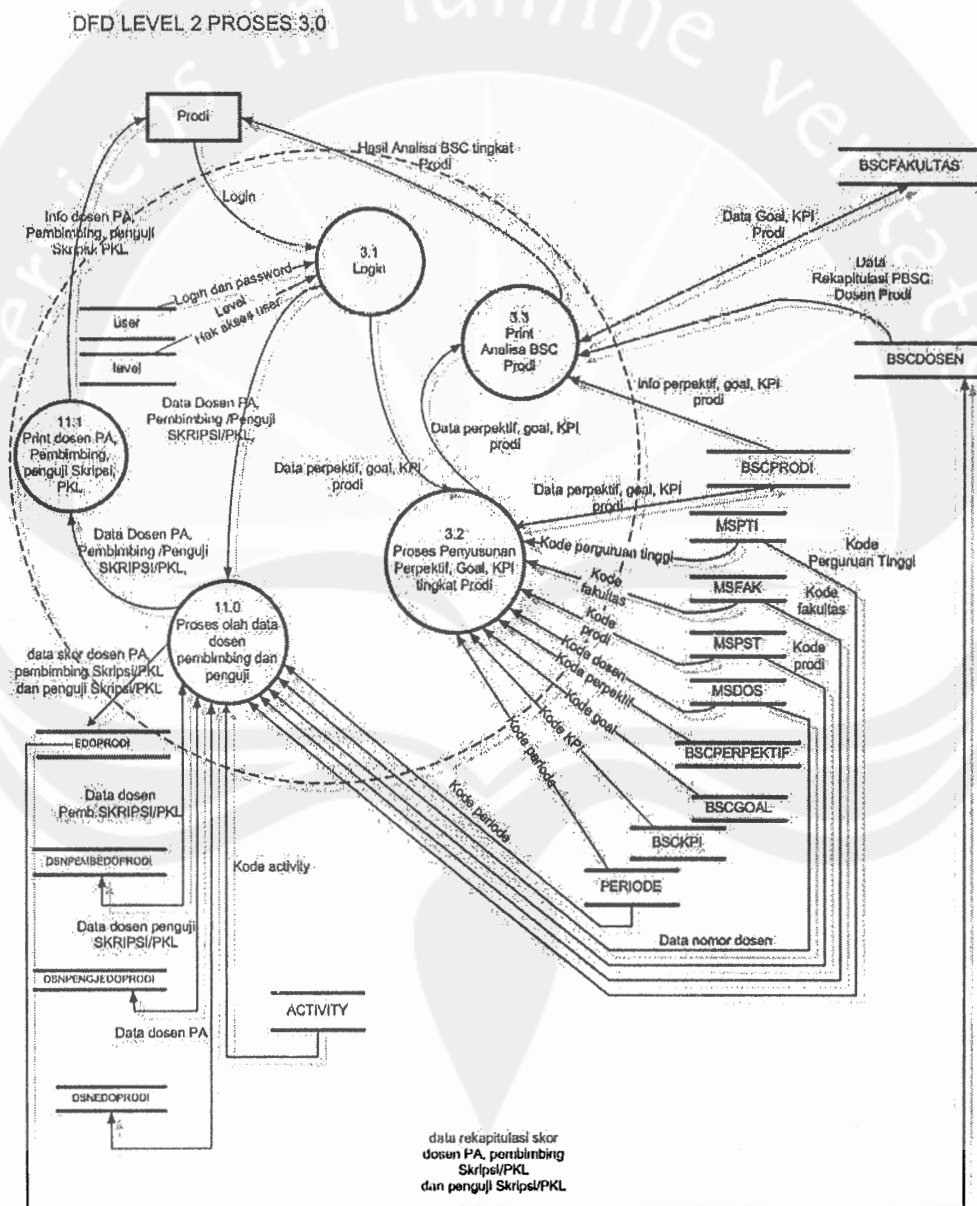 DFD LEVEL 2 PROSES 3.0
in lumine veritatis
Prodi
Hasil Analisa BSC tingkat
Prodi
BSCFAKULTAS
Login
Info dosen PA,
Pembimbing, penguji
Skripsi, PKL
3.1
Login
Data Goal, KPI
Prodi
Data
Rekapitulasi PBSC
Dosen Prodi
Login dan password
Level
Hak akses user
user
level
3.3
Print
Analisa BSC
Prodi
BSCDOSEN
Info perpektif, goal, KPI
prodi
Data Dosen PA,
Pembimbing /Penguji
SKRIPSI/PKL,
11.1
Print dosen PA,
Pembimbing,
penguji Skripsi,
PKL
Data perpektif, goal, KPI
prodi
Data perpektif, goal, KPI
prodi
BSCPRODI
Data perpektif, goal, KPI
prodi
MSPTI
Kode
Perguruan Tinggi
3.2
Proses Penyusunan
Perpektif, Goal, KPI
tingkat Prodi
Kode perguruan tinggi
Data Dosen PA,
Pembimbing /Penguji
SKRIPSI/PKL,
Kode
fakultas
MSFAK
Kode
fakultas
11.0
Proses olah data
dosen
pembimbing dan
penguji
Kode
prodi
MSPST
Kode
prodi
data skor dosen PA,
pembimbing Skripsi/PKL
dan penguji Skripsi/PKL
Kode dosen
MSDOS
Kode perpektif
Kode goal
Kode KPI
Kode periode
EDOPRODI
BSCPERPEKTIF
Data dosen
Pemb.SKRIPSI/PKL
Kode periode
BSCGOAL
BSCKPI
DSNPEMBEDOPRODI
Kode activity
PERIODE
Data dosen penguji
SKRIPSI/PKL
Data nomor dosen
DSNPENGJEDOPRODI
ACTIVITY
Data dosen PA
DSNEDOPRODI
data rekapitulasi skor
dosen PA, pembimbing
Skripsi/PKL
dan penguji Skripsi/PKL